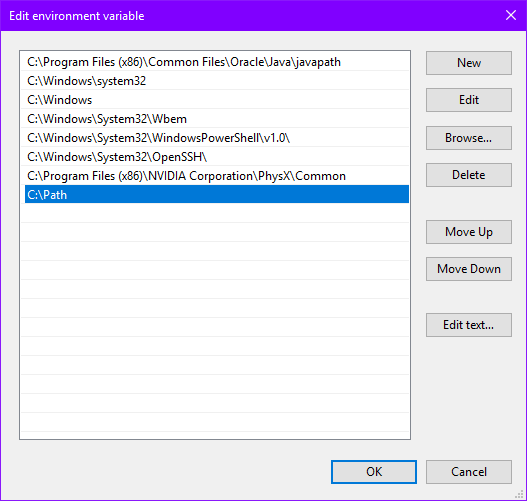 Edit environment variable
C:\Program Files (x86)\Common Files\Oracle\Java\javapath
C:\Windows\system32
C:\Windows
C:\Windows\System32\Wbem
C:\Windows\System32\WindowsPowerShell\v1.0\
C:\Windows\System32\OpenSSH\
C:\Program Files (x86)\NVIDIA Corporation\PhysX\Common
C:\Path
New
Edit
Browse...
Delete
Move Up
Move Down
Edit text...
OK
Cancel